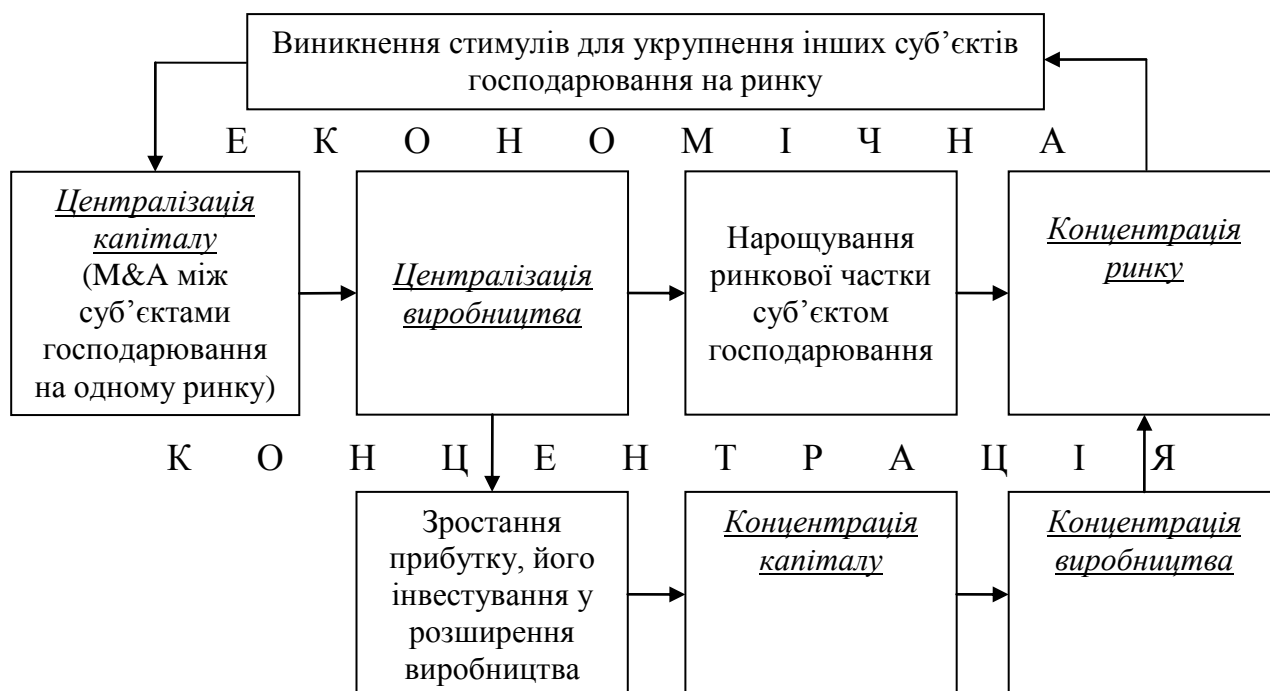 Виникнення стимулів для укрупнення інших суб’єктів
господарювання на ринку
Е К О Н О М І Ч Н А
Централізація
капіталу
(M&A між
суб’єктами
господарювання
на одному ринку)
Централізація
виробництва
Нарощування
ринкової частки
суб’єктом
господарювання
Концентрація
ринку
К О Н Ц Е Н Т Р А Ц І Я
Зростання
прибутку, його
інвестування у
розширення
виробництва
Концентрація
капіталу
Концентрація
виробництва